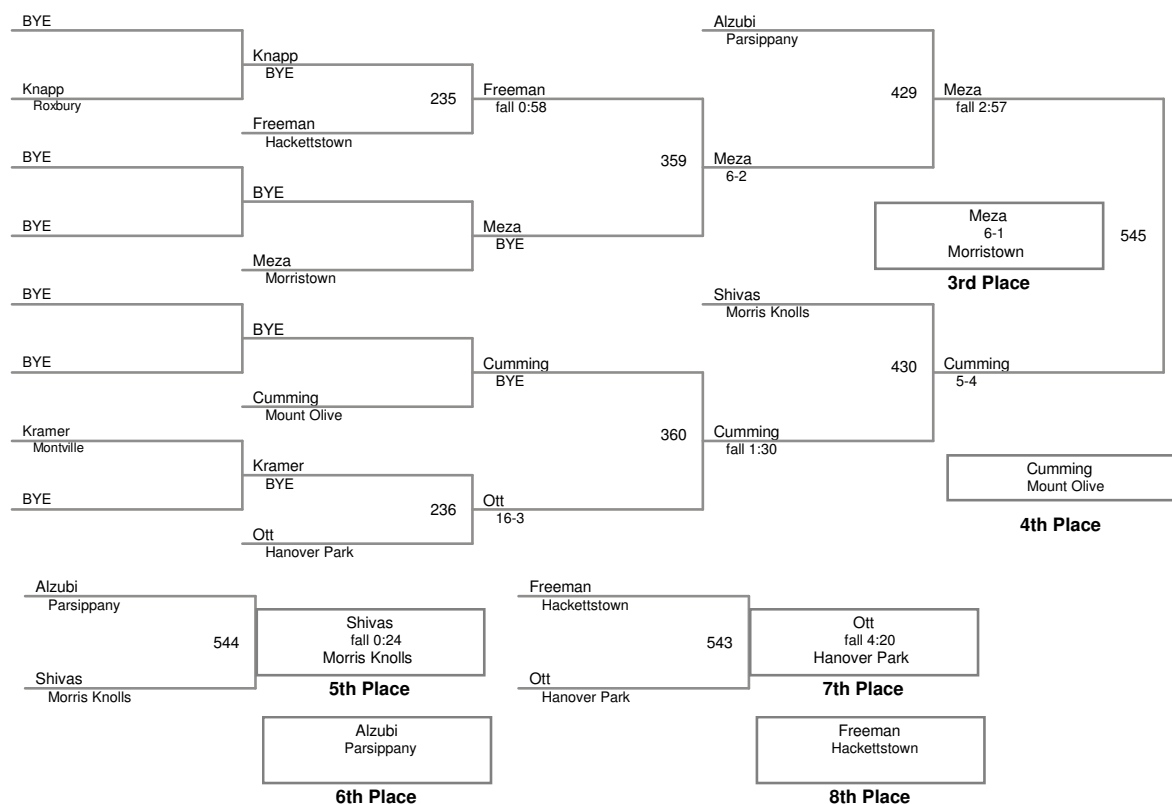 BYE
Knapp
Roxbury
BYE
BYE
BYE
BYE
Kramer
Montville
BYE
Knapp
BYE
235
Freeman
Hackettstown
BYE
Meza
Morristown
BYE
Cumming
Mount Olive
Kramer
BYE
236
Ott
Hanover Park
Freeman
fall 0:58
359
Meza
BYE
Cumming
BYE
360
Ott
16-3
Alzubi
Parsippany
429
Meza
6-2
Shivas
Morris Knolls
430
Cumming
fall 1:30
Meza
fall 2:57
Meza
6-1
Morristown
545
3rd Place
Cumming
5-4
Cumming
Mount Olive
4th Place
Alzubi
Parsippany
544
Shivas
Morris Knolls
Shivas
fall 0:24
Morris Knolls
5th Place
Alzubi
Parsippany
6th Place
Freeman
Hackettstown
543
Ott
Hanover Park
Ott
fall 4:20
Hanover Park
7th Place
Freeman
Hackettstown
8th Place